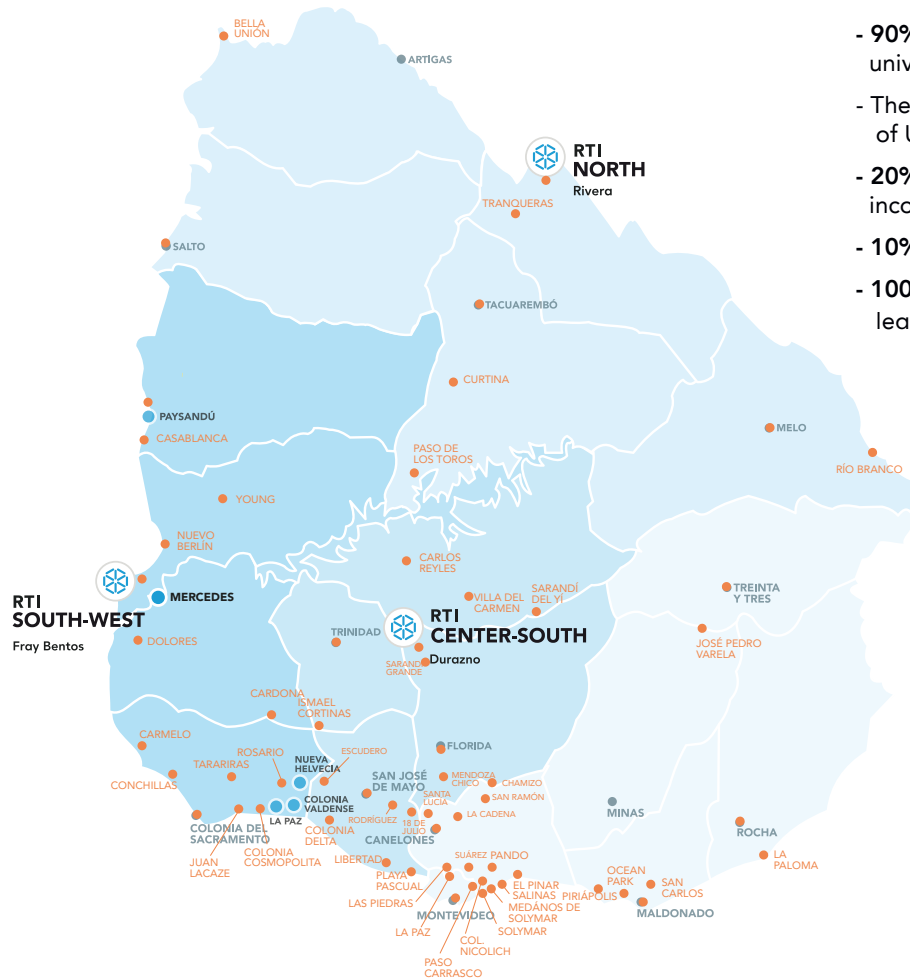 BELLA
UNIÓN
ARTIGAS
RTI
NORTH
Rivera
TRANQUERAS
SALTO
TACUAREMBÓ
CURTINA
PAYSANDÚ
CASABLANCA
MELO
RÍO BRANCO
PASO DE
LOS TOROS
YOUNG
NUEVO
BERLÍN
CARLOS
REYLES
TREINTA
Y TRES
VILLA DEL
CARMEN
SARANDÍ
DEL YÍ
MERCEDES
RTI
SOUTH-WEST
Fray Bentos
DOLORES
TRINIDAD
RTI
CENTER-SOUTH
Durazno
SARANDÍ
GRANDE
JOSÉ PEDRO
VARELA
CARDONA
ISMAEL
CORTINAS
CARMELO
CONCHILLAS
TARARIRAS
ROSARIO
NUEVA
HELVECIA
ESCUDERO
FLORIDA
SAN JOSÉ
DE MAYO
MENDOZA
CHICO
CHAMIZO
SAN RAMÓN
SANTA
LUCÍA
LA CADENA
RODRÍGUEZ
18 DE
JULIO
CANELONES
COLONIA
VALDENSE
LA PAZ
COLONIA
DELTA
COLONIA DEL
SACRAMENTO
JUAN
LACAZE
COLONIA
COSMOPOLITA
MINAS
ROCHA
LA
PALOMA
LIBERTAD
PLAYA
PASCUAL
SUÁREZ
PANDO
LAS PIEDRAS
EL PINAR
SALINAS
MEDÁNOS DE
SOLYMAR
SOLYMAR
MONTEVIDEO
LA PAZ
COL.
NICOLICH
PASO
CARRASCO
PIRIÁPOLIS
OCEAN
PARK
SAN
CARLOS
MALDONADO
- 90%
- The
- 20%
- 10%
- 100